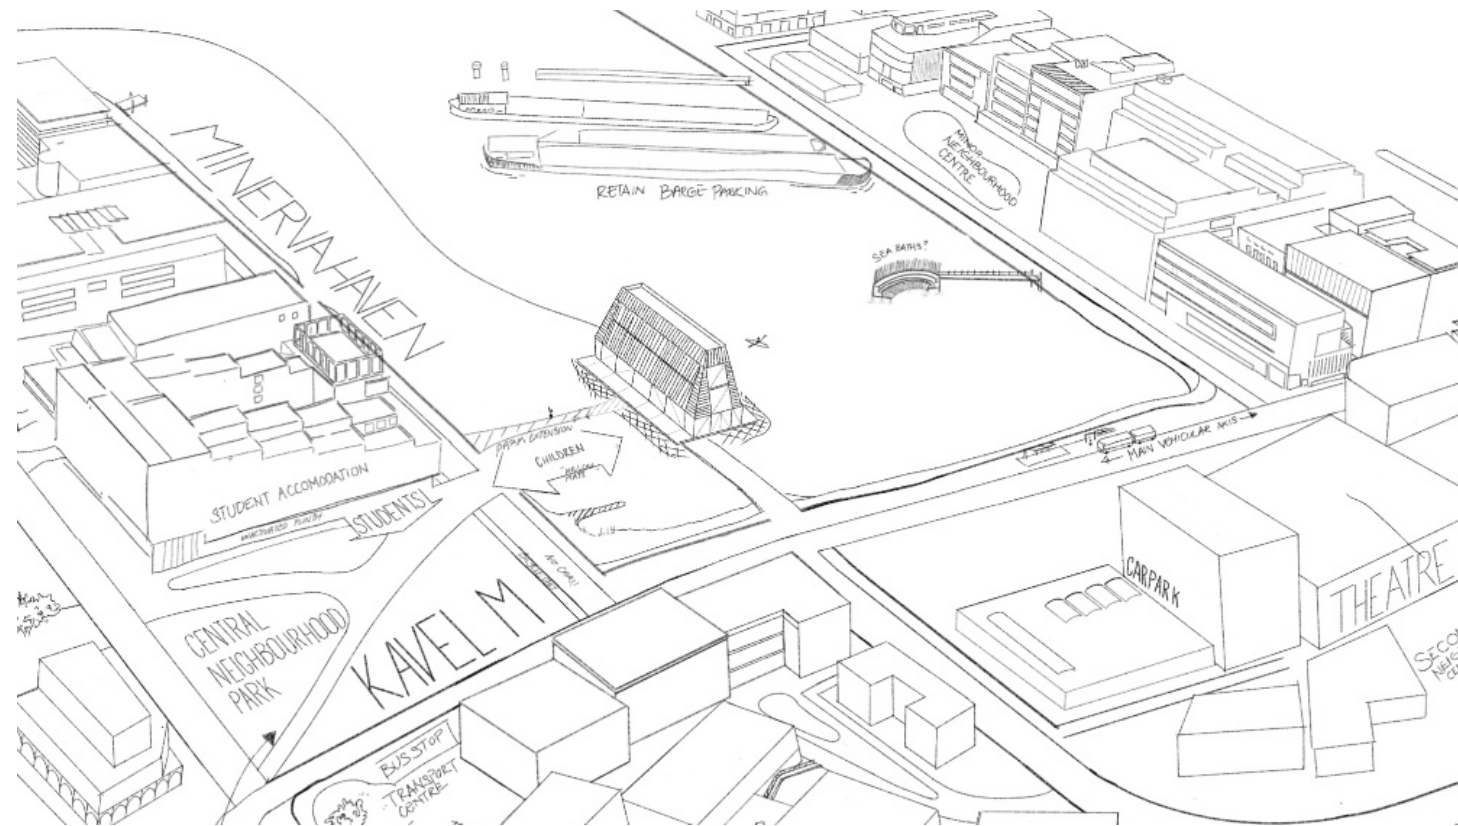 MINERVAHAVEN
RETAIN BARGE PARKING
MINOR
NEIGHBOURHOOD
CENTRE
SEA BATHS?
MAIN VEHICULAR AXIS
EXTENSION
CHILDREN
STUDENT ACCOMODATION
STUDENTS
CENTRAL
NEIGHBOURHOOD
PARK
KAVEL M
CARPARK
THEATRE
BUS STOP
TRANSPORT
CENTRE